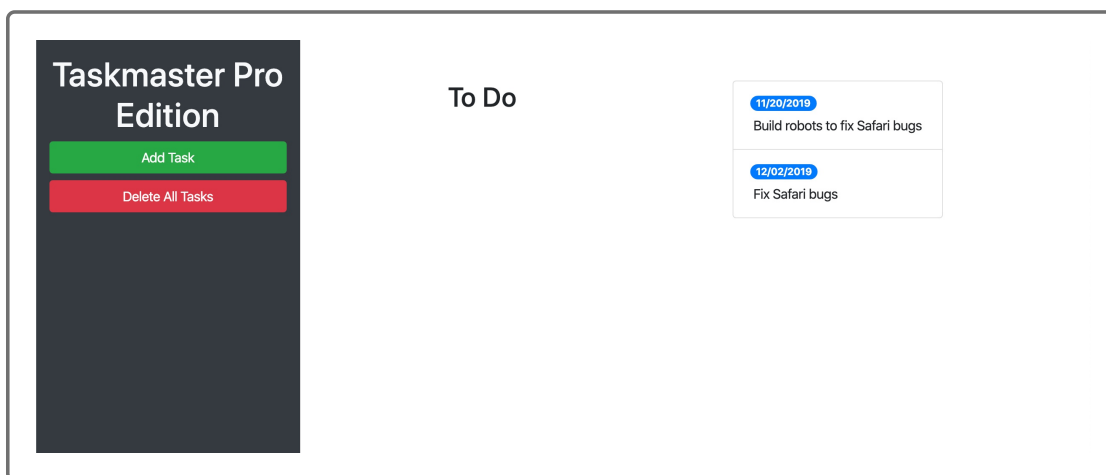 Taskmaster Pro
Edition
Add Task
Delete All Tasks
To Do
11/20/2019
Build robots to fix Safari bugs
12/02/2019
Fix Safari bugs